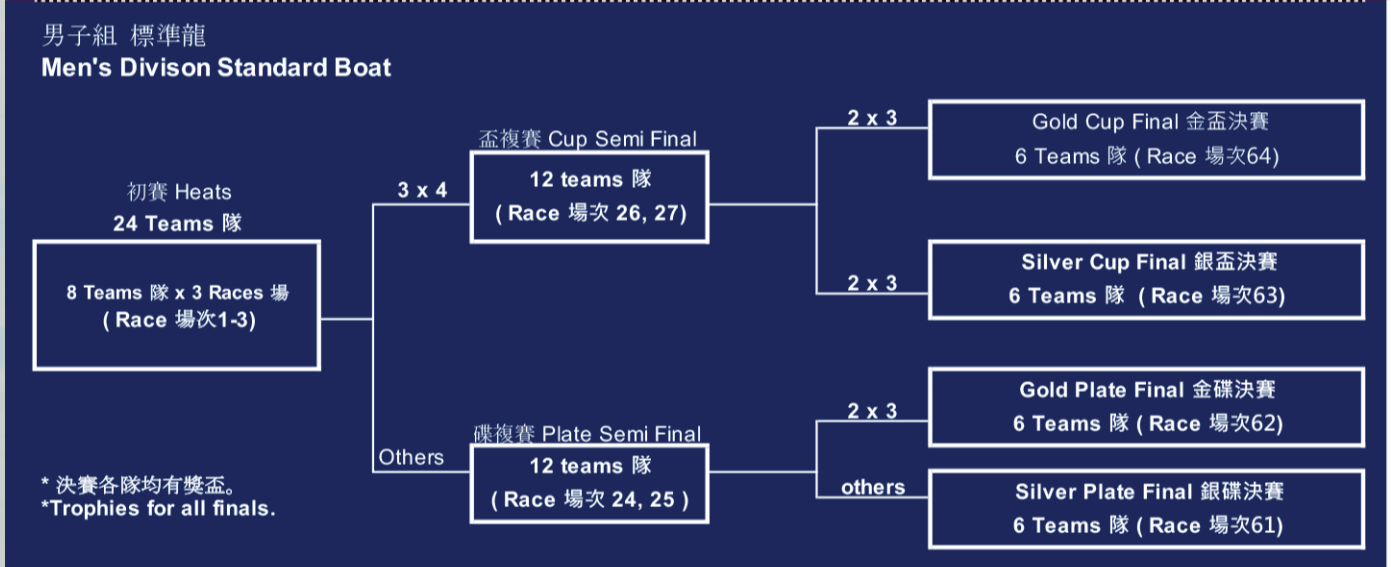 男子組 標準龍
Men's Divison Standard Boat
初賽 Heats
24 Teams 隊
8 Teams 隊 x 3 Races 場
( Race 場次1-3)
3 x 4
盃複賽 Cup Semi Final
12 teams 隊
( Race 場次 26, 27)
2 x 3
Gold Cup Final 金盃決賽
6 Teams 隊 ( Race 場次64)
2 x 3
Silver Cup Final 銀盃決賽
6 Teams 隊 ( Race 場次63)
Others
碟複賽 Plate Semi Final
12 teams 隊
( Race 場次 24, 25 )
2 x 3
Gold Plate Final 金碟決賽
6 Teams 隊 ( Race 場次62)
others
Silver Plate Final 銀碟決賽
6 Teams 隊 ( Race 場次61)
* 決賽各隊均有獎盃。
*Trophies for all finals.